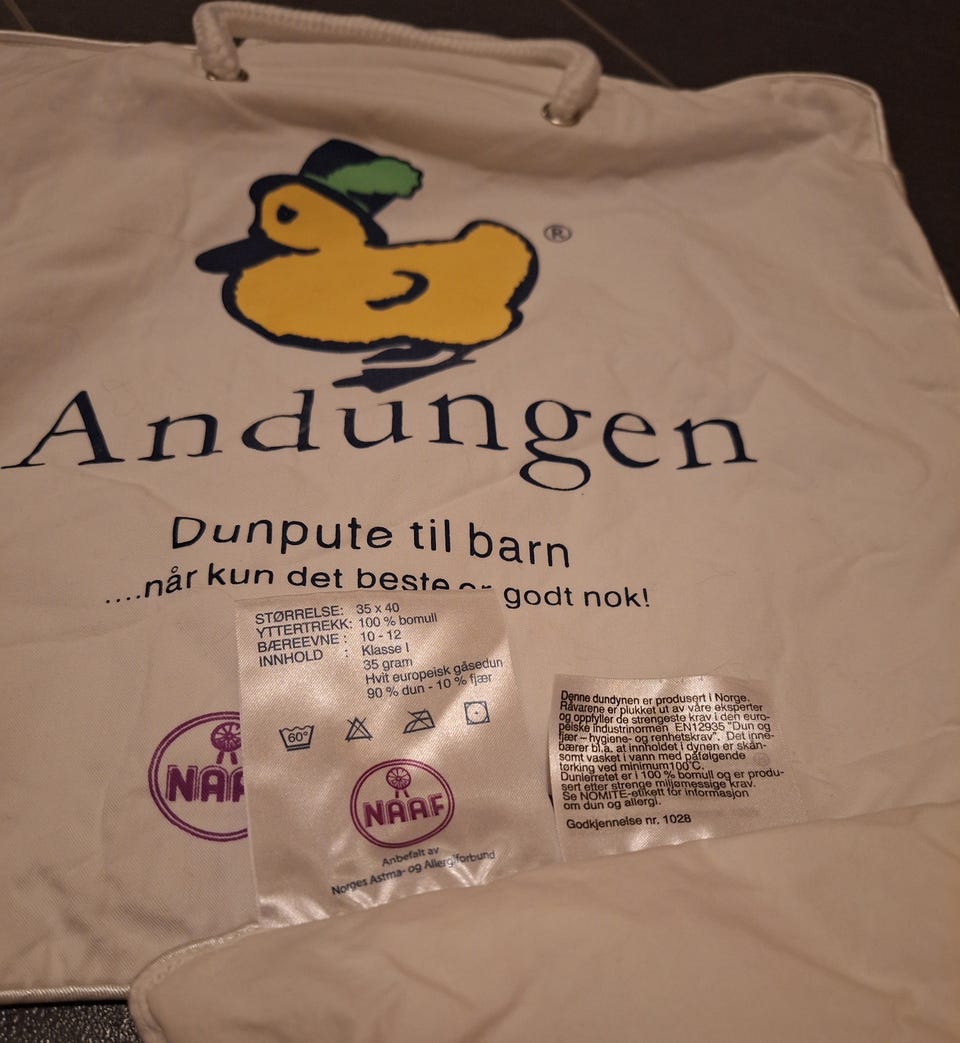 ®
Andungen
Dunpute til barn
....når kun det beste er godt nok!
STØRRELSE: 35 x 40
YTTERTREKK: 100 % bomull
BÆREEVNE : 10 - 12
INNHOLD : Klasse I
35 gram
Hvit europeisk gåsedun
90 % dun - 10 % fjær
60°
NAAF
NAAF
Anbefalt av
Norges Astma- og Allergiforbund
Denne dundynen er produsert i Norge.
Råvarene er plukket ut av våre eksperter
og oppfyller de strengeste krav i den euro-
peiske industrinormen EN12935 "Dun og
fjær – hygiene- og renhetskrav". Det inne-
bærer bl.a. at innholdet i dynen er skån-
somt vasket i vann med påfølgende
tørking ved minimum 100°C.
Dunlerretet er i 100 % bomull og er produ-
sert etter strenge miljømessige krav.
Se NOMITE-etikett for informasjon
om dun og allergi.
Godkjennelse nr. 1028